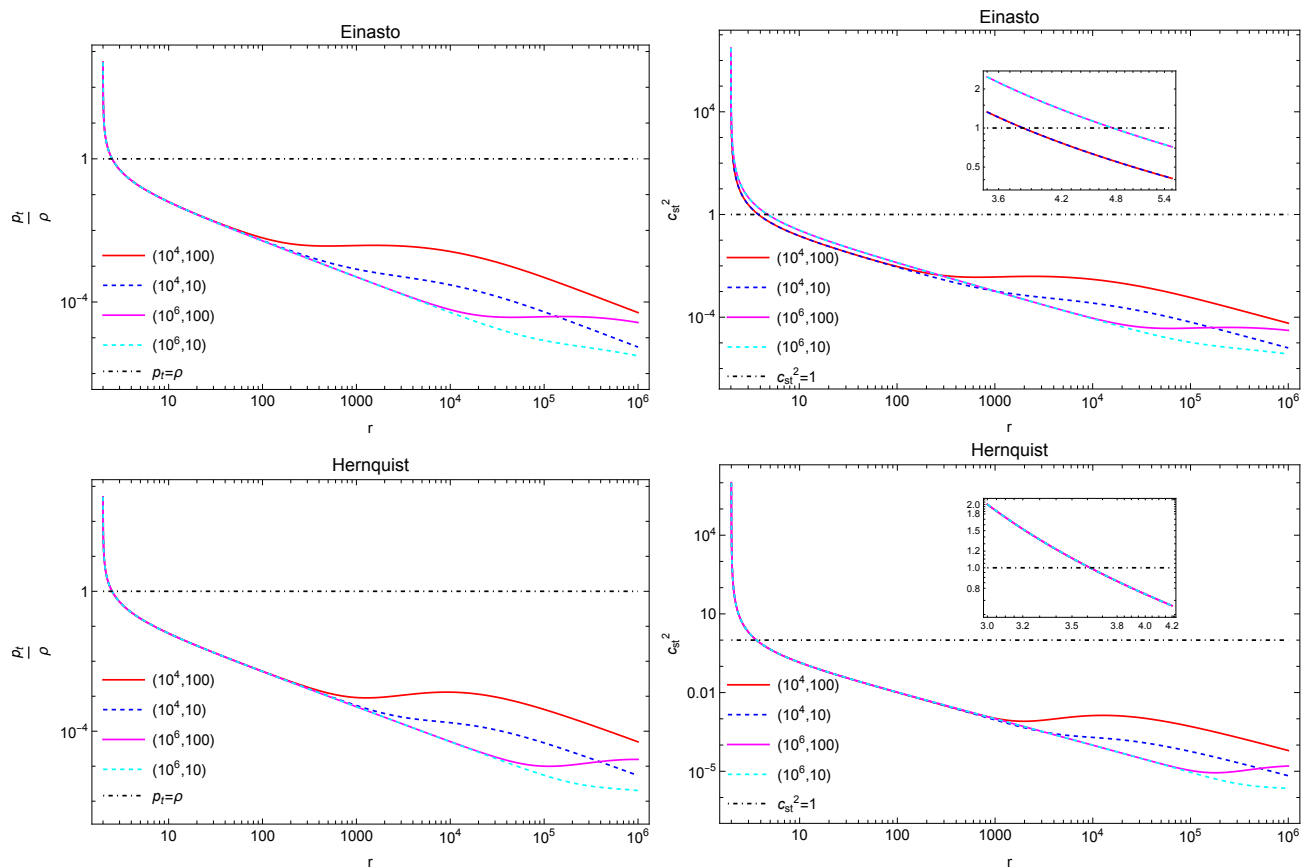 Einasto
1
10^-4
p_t/ρ
(10^4,100)
(10^4,10)
(10^6,100)
(10^6,10)
p_t=ρ
10 100 1000 10^4 10^5 10^6
r
Einasto
10^4
1
10^-4
c_st^2
2
1
0.5
3.6 4.2 4.8 5.4
(10^4,100)
(10^4,10)
(10^6,100)
(10^6,10)
c_st^2=1
10 100 1000 10^4 10^5 10^6
r
Hernquist
1
10^-4
p_t/ρ
(10^4,100)
(10^4,10)
(10^6,100)
(10^6,10)
p_t=ρ
10 100 1000 10^4 10^5 10^6
r
Hernquist
10^4
10
0.01
10^-5
c_st^2
2.0
1.8
1.5
1.2
1.0
0.8
3.0 3.2 3.5 3.8 4.0 4.2
(10^4,100)
(10^4,10)
(10^6,100)
(10^6,10)
c_st^2=1
10 100 1000 10^4 10^5 10^6
r